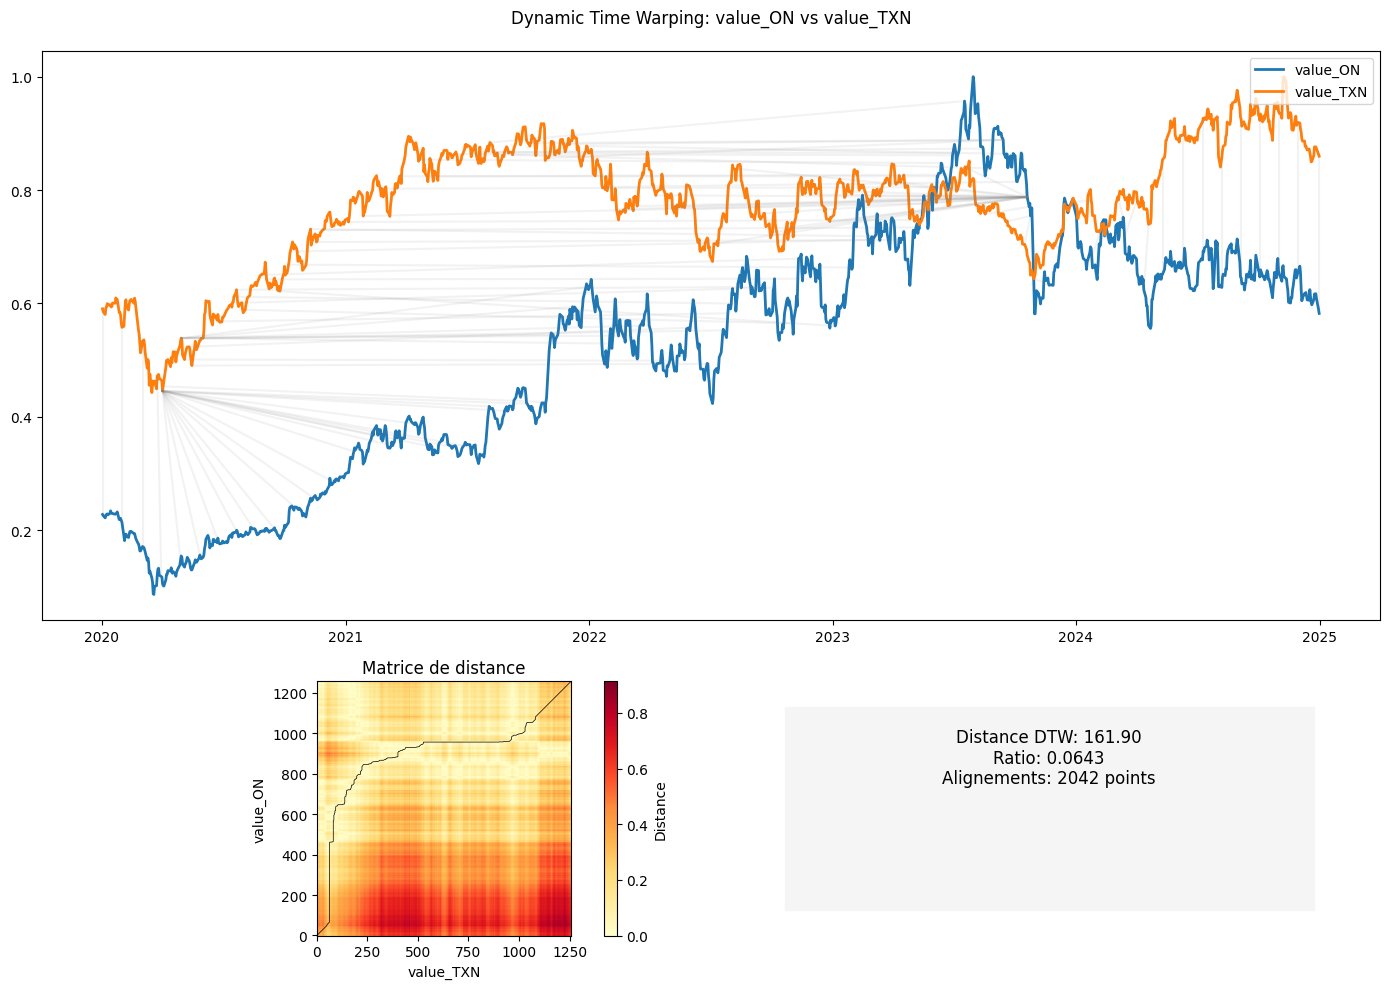 Dynamic Time Warping: value_ON vs value_TXN
value_ON
value_TXN
1.0
0.8
0.6
0.4
0.2
2020 2021 2022 2023 2024 2025
Matrice de distance
value_ON
1200
1000
800
600
400
200
0
0 250 500 750 1000 1250
value_TXN
0.8
0.6
0.4
0.2
0.0
Distance
Distance DTW: 161.90
Ratio: 0.0643
Alignements: 2042 points